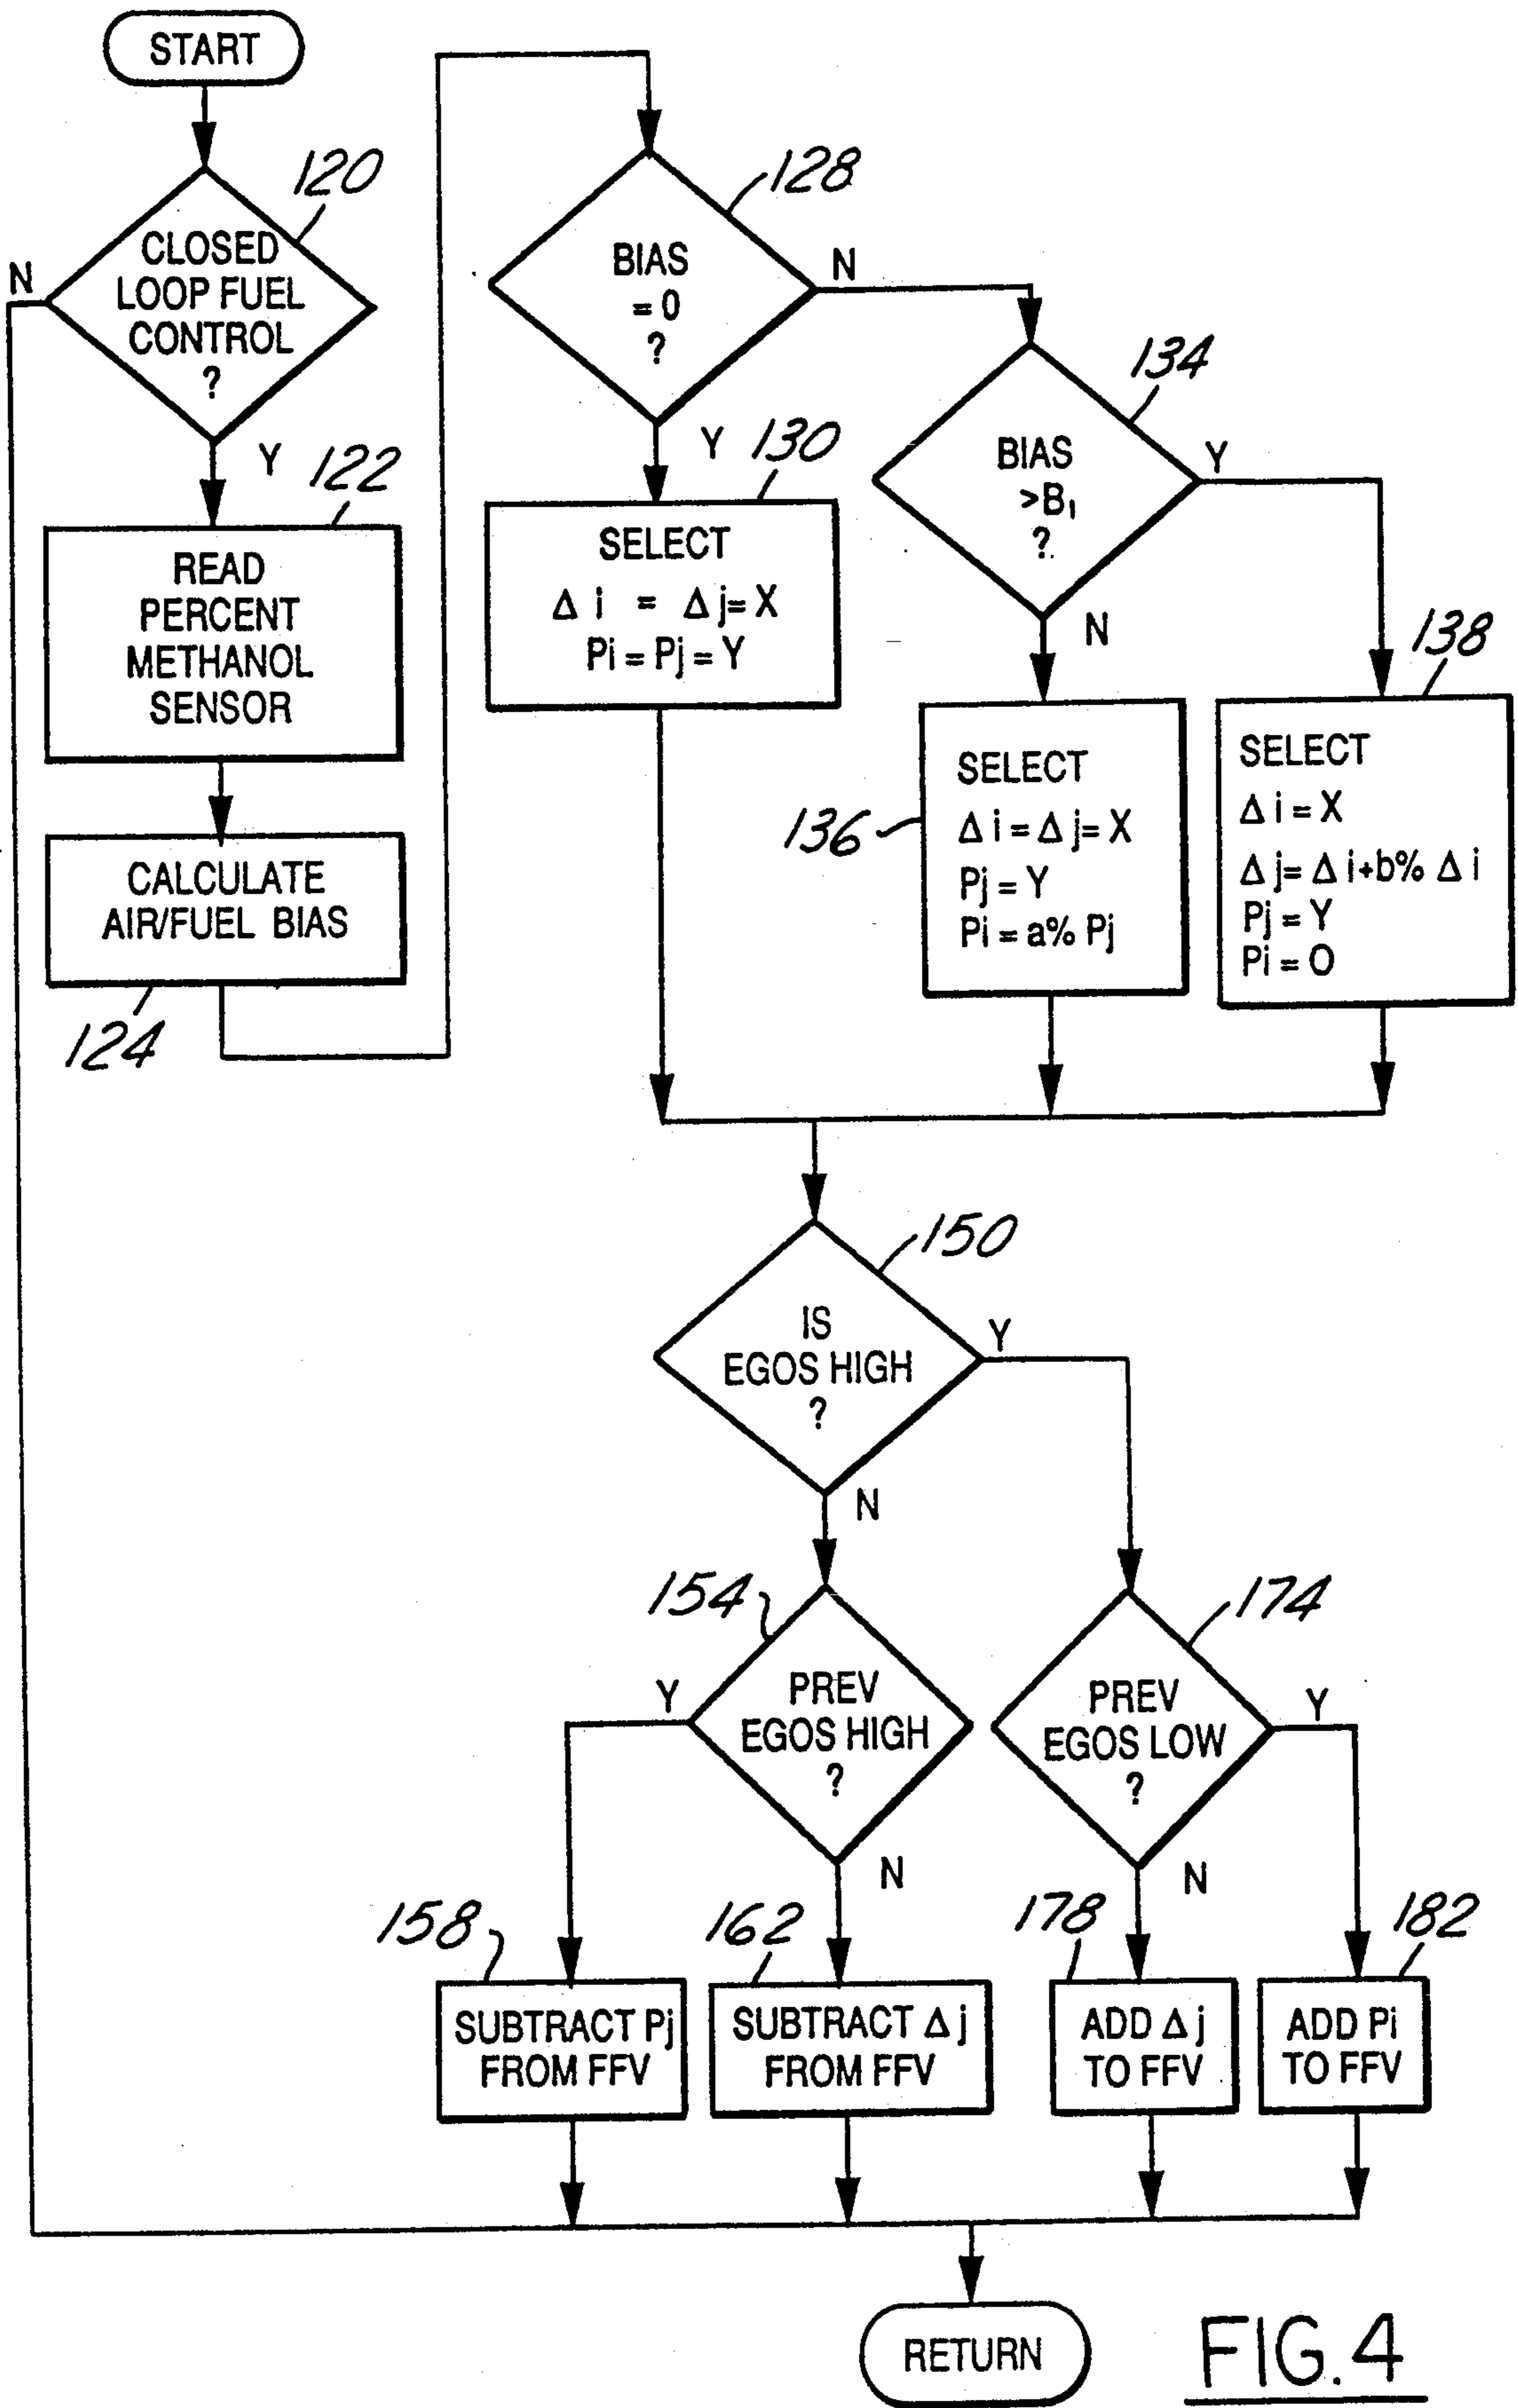 START
120
CLOSED
LOOP FUEL
CONTROL
?
N
Y
122
READ
PERCENT
METHANOL
SENSOR
CALCULATE
AIR/FUEL BIAS
124
128
BIAS
= 0
?
N
Y
130
SELECT
Δ i = Δ j= X
Pi = Pj = Y
134
BIAS
>B₁
?
Y
N
136
SELECT
Δ i = Δ j= X
Pj = Y
Pi = a% Pj
138
SELECT
Δ i = X
Δ j= Δ i+b% Δ i
Pj = Y
Pi = O
150
IS
EGOS HIGH
?
Y
N
154
PREV
EGOS HIGH
?
Y
N
174
PREV
EGOS LOW
?
Y
N
158
SUBTRACT Pj
FROM FFV
162
SUBTRACT Δ j
FROM FFV
178
ADD Δ j
TO FFV
182
ADD Pi
TO FFV
RETURN
FIG.4